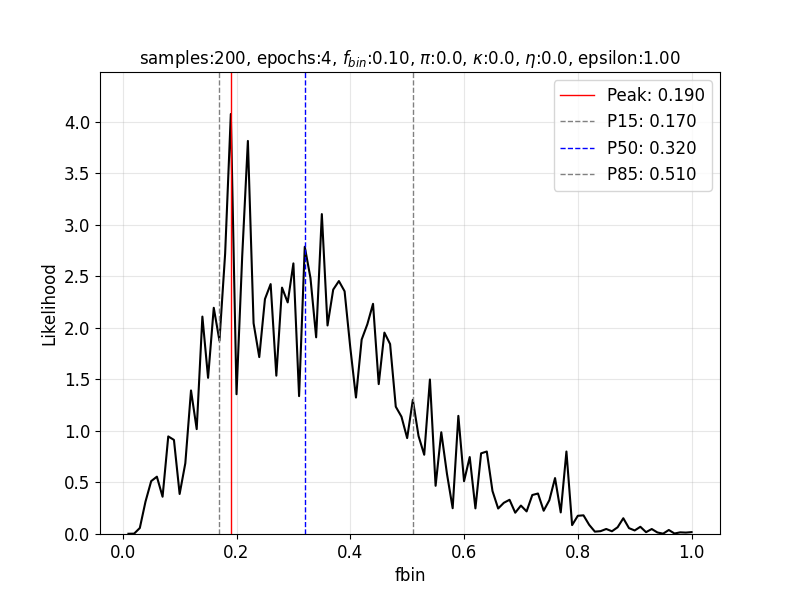 samples:200, epochs:4, f_bin:0.10, π:0.0, κ:0.0, η:0.0, epsilon:1.00
Peak: 0.190
P15: 0.170
P50: 0.320
P85: 0.510
4.0
3.5
3.0
2.5
2.0
1.5
1.0
0.5
0.0
Likelihood
0.0 0.2 0.4 0.6 0.8 1.0
fbin